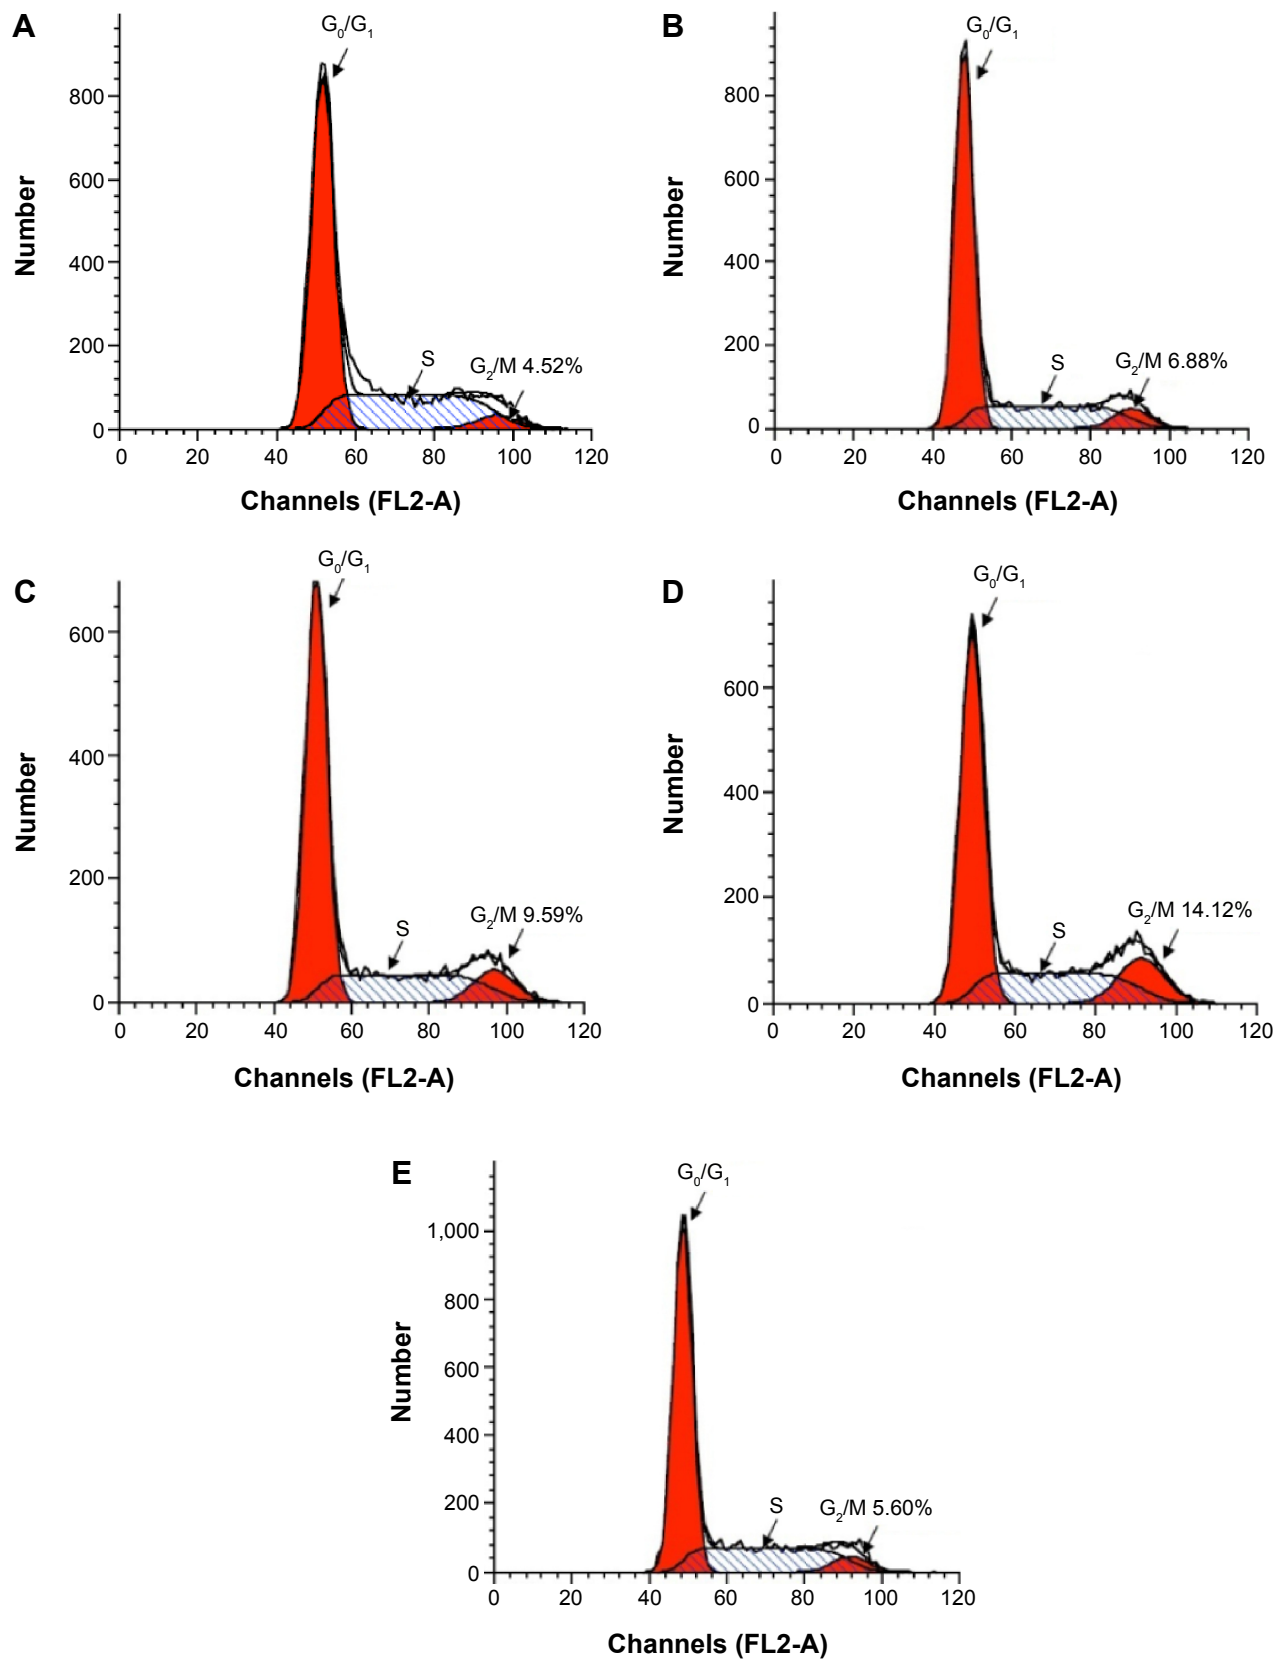 A
G0/G1
800
600
400
200
0
Number
S
G2/M 4.52%
0 20 40 60 80 100 120
Channels (FL2-A)
B
G0/G1
800
600
400
200
0
Number
S
G2/M 6.88%
0 20 40 60 80 100 120
Channels (FL2-A)
C
G0/G1
600
400
200
0
Number
S
G2/M 9.59%
0 20 40 60 80 100 120
Channels (FL2-A)
D
G0/G1
600
400
200
0
Number
S
G2/M 14.12%
0 20 40 60 80 100 120
Channels (FL2-A)
E
G0/G1
1,000
800
600
400
200
0
Number
S
G2/M 5.60%
0 20 40 60 80 100 120
Channels (FL2-A)